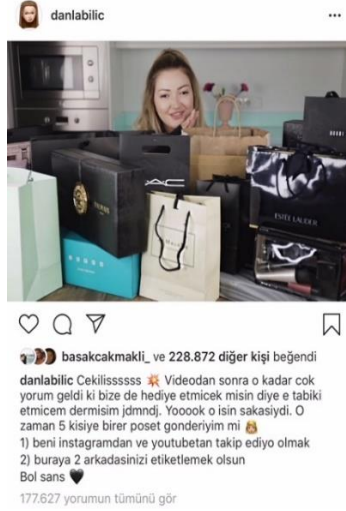 danlabilic
MAC
ESTĒE LAUDER
basakcakmakli_ ve 228.872 diğer kişi beğendi
danlabilic Cekilissssss 💥 Videodan sonra o kadar cok
yorum geldi ki bize de hediye etmicek misin diye e tabiki
etmicem dermisim jdmndj. Yooook o isin sakasiydi. O
zaman 5 kisiye birer poset gonderiyim mi 🙈
1) beni instagramdan ve youtubetan takip ediyo olmak
2) buraya 2 arkadasinizi etiketlemek olsun
Bol sans 🖤
177.627 yorumun tümünü gör